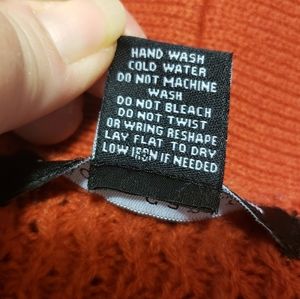 HAND WASH
COLD WATER
DO NOT MACHINE
WASH
DO NOT BLEACH
DO NOT TWIST
OR WRING RESHAPE
LAY FLAT TO DRY
LOW IRON IF NEEDED